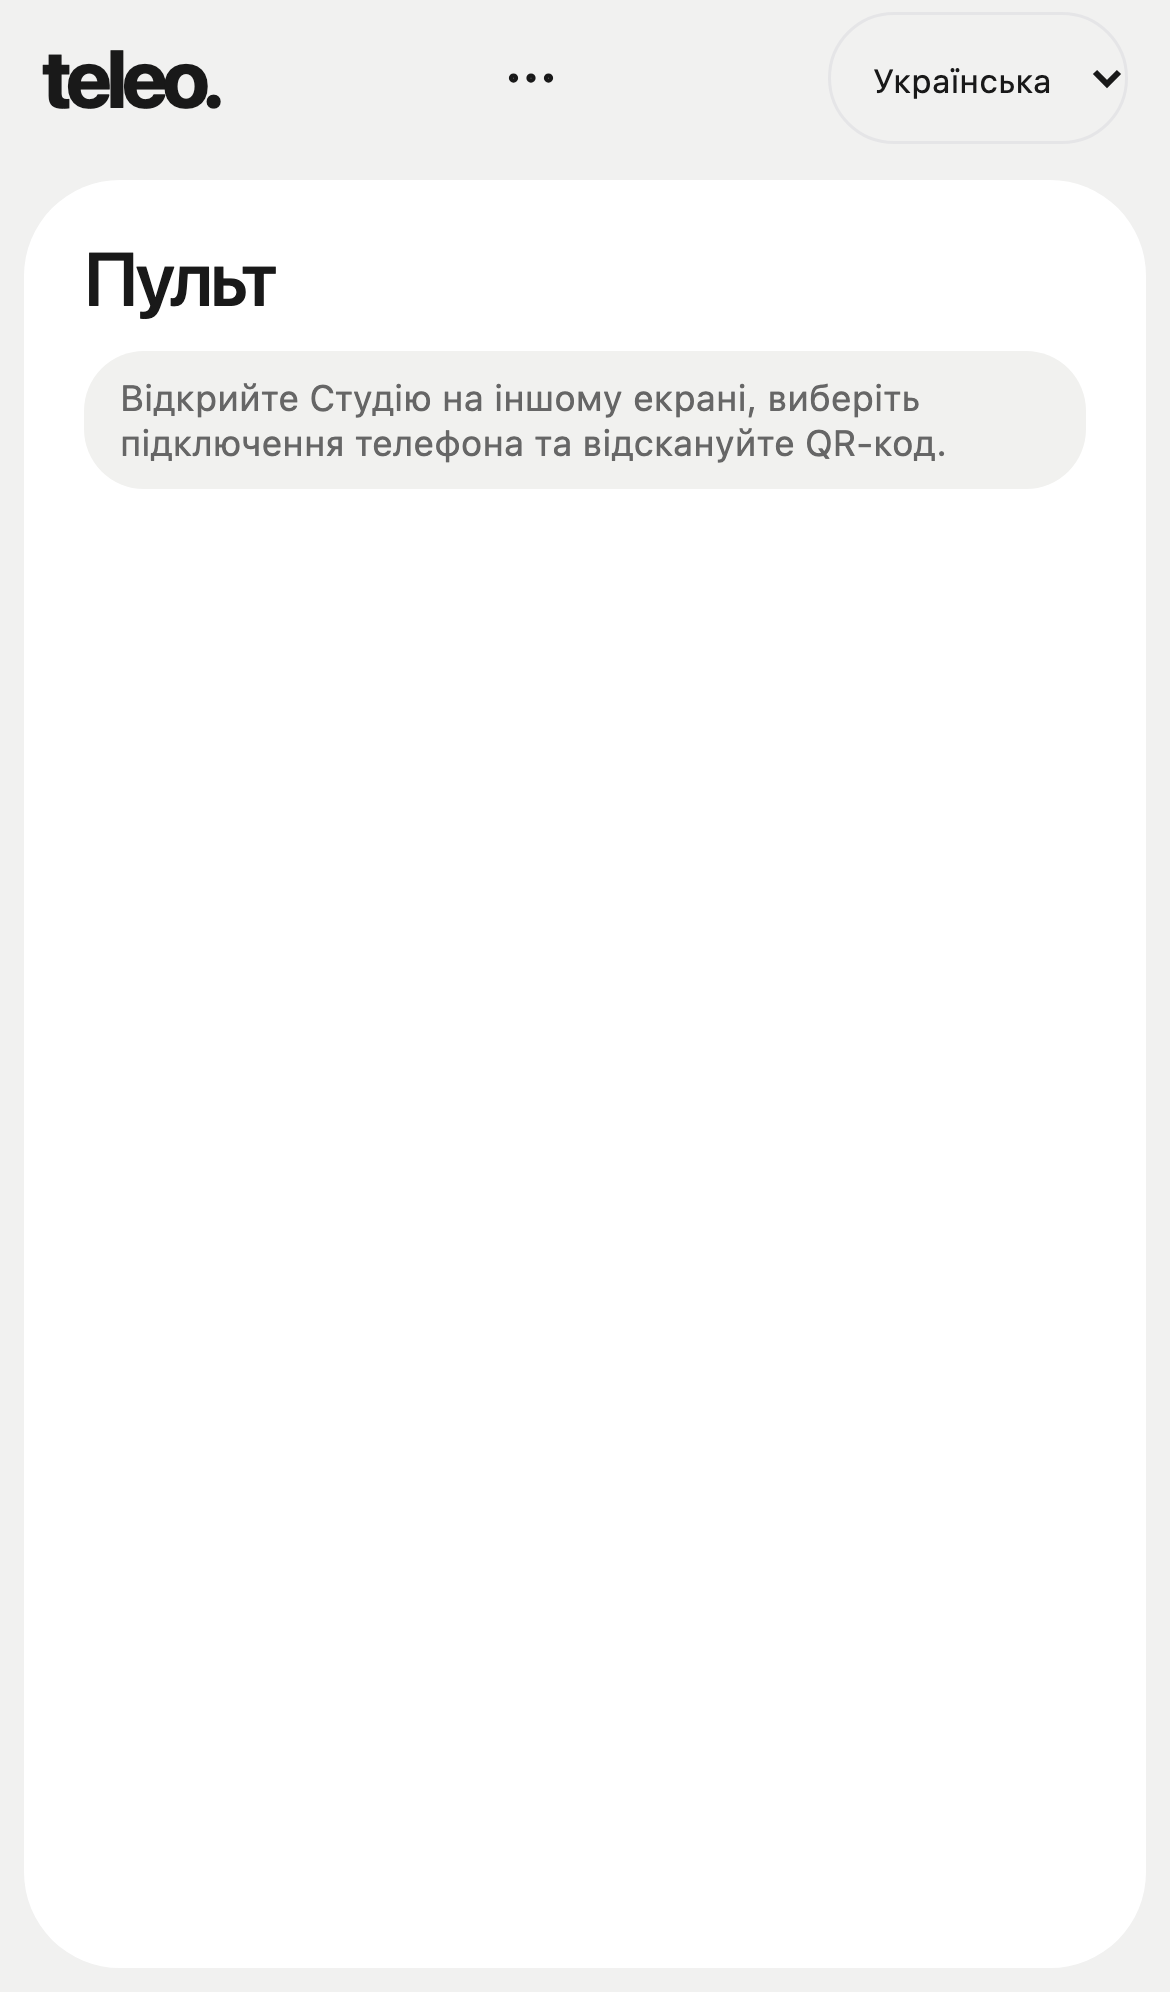 teleo.
Українська
Пульт
Відкрийте Студію на іншому екрані, виберіть
підключення телефона та відскануйте QR-код.